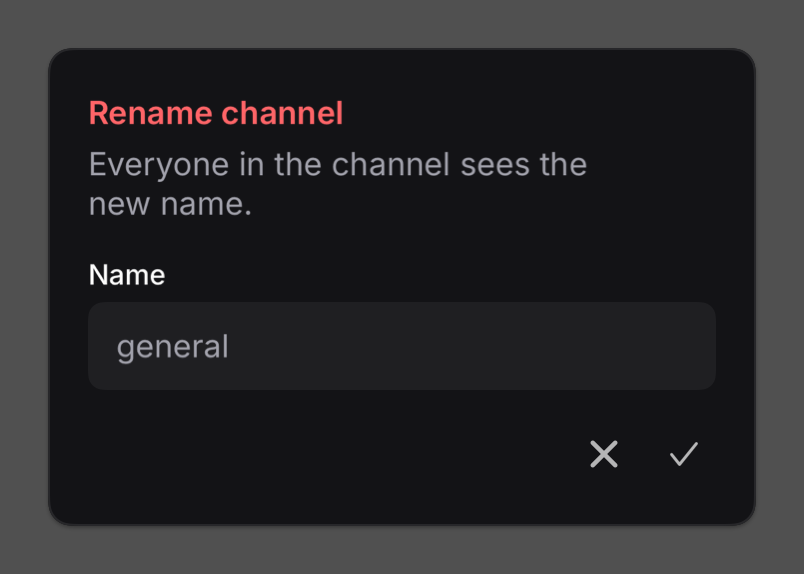 Rename channel
Everyone in the channel sees the
new name.
Name
general